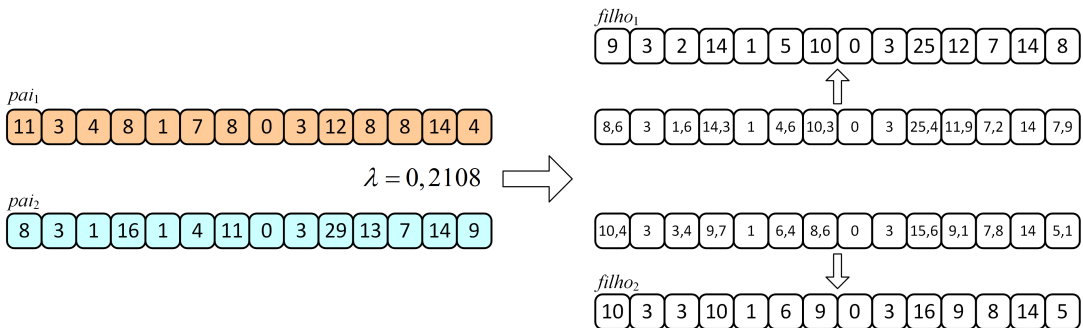 pai1
11 3 4 8 1 7 8 0 3 12 8 8 14 4
λ = 0,2108
pai2
8 3 1 16 1 4 11 0 3 29 13 7 14 9
filho1
9 3 2 14 1 5 10 0 3 25 12 7 14 8
8,6 3 1,6 14,3 1 4,6 10,3 0 3 25,4 11,9 7,2 14 7,9
10,4 3 3,4 9,7 1 6,4 8,6 0 3 15,6 9,1 7,8 14 5,1
filho2
10 3 3 10 1 6 9 0 3 16 9 8 14 5